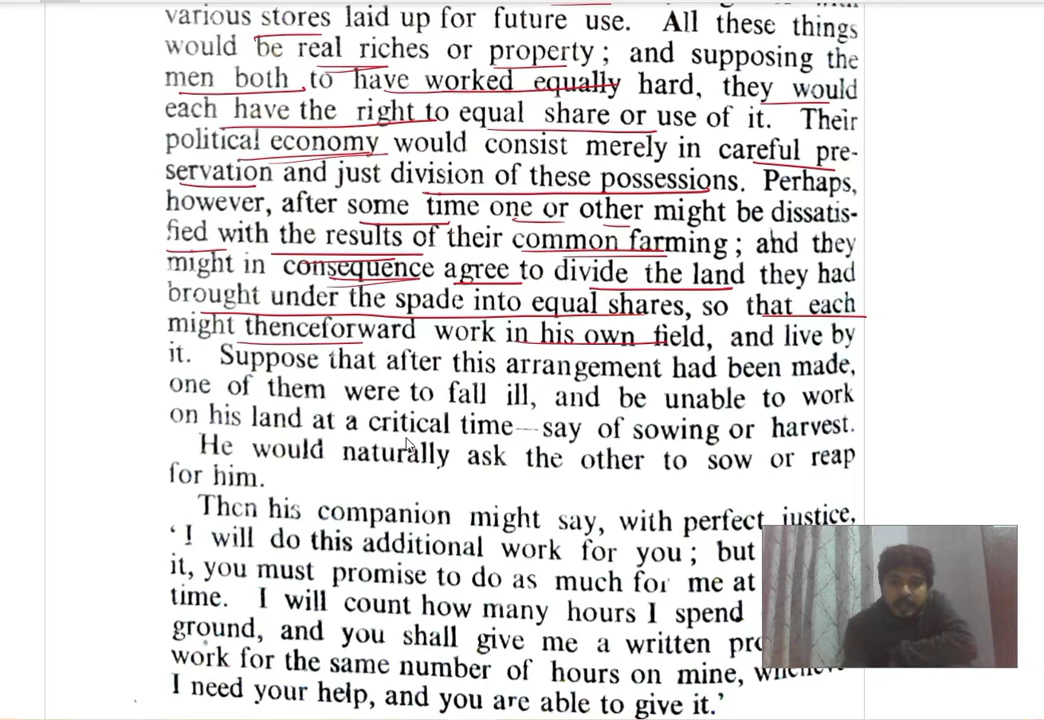 various stores laid up for future use. All these things
would be real riches or property ; and supposing the
men both to have worked equally hard, they would
each have the right to equal share or use of it. Their
political economy would consist merely in careful pre-
servation and just division of these possessions. Perhaps,
however, after some time one or other might be dissatis-
fied with the results of their common farming ; and they
might in consequence agree to divide the land they had
brought under the spade into equal shares, so that each
might thenceforward work in his own field, and live by
it. Suppose that after this arrangement had been made,
one of them were to fall ill, and be unable to work
on his land at a critical time—say of sowing or harvest.
He would naturally ask the other to sow or reap
for him.
Then his companion might say, with perfect justice,
‘I will do this additional work for you ; but
it, you must promise to do as much for me at
time. I will count how many hours I spend
ground, and you shall give me a written
work for the same number of hours on mine,
I need your help, and you are able to give it.’